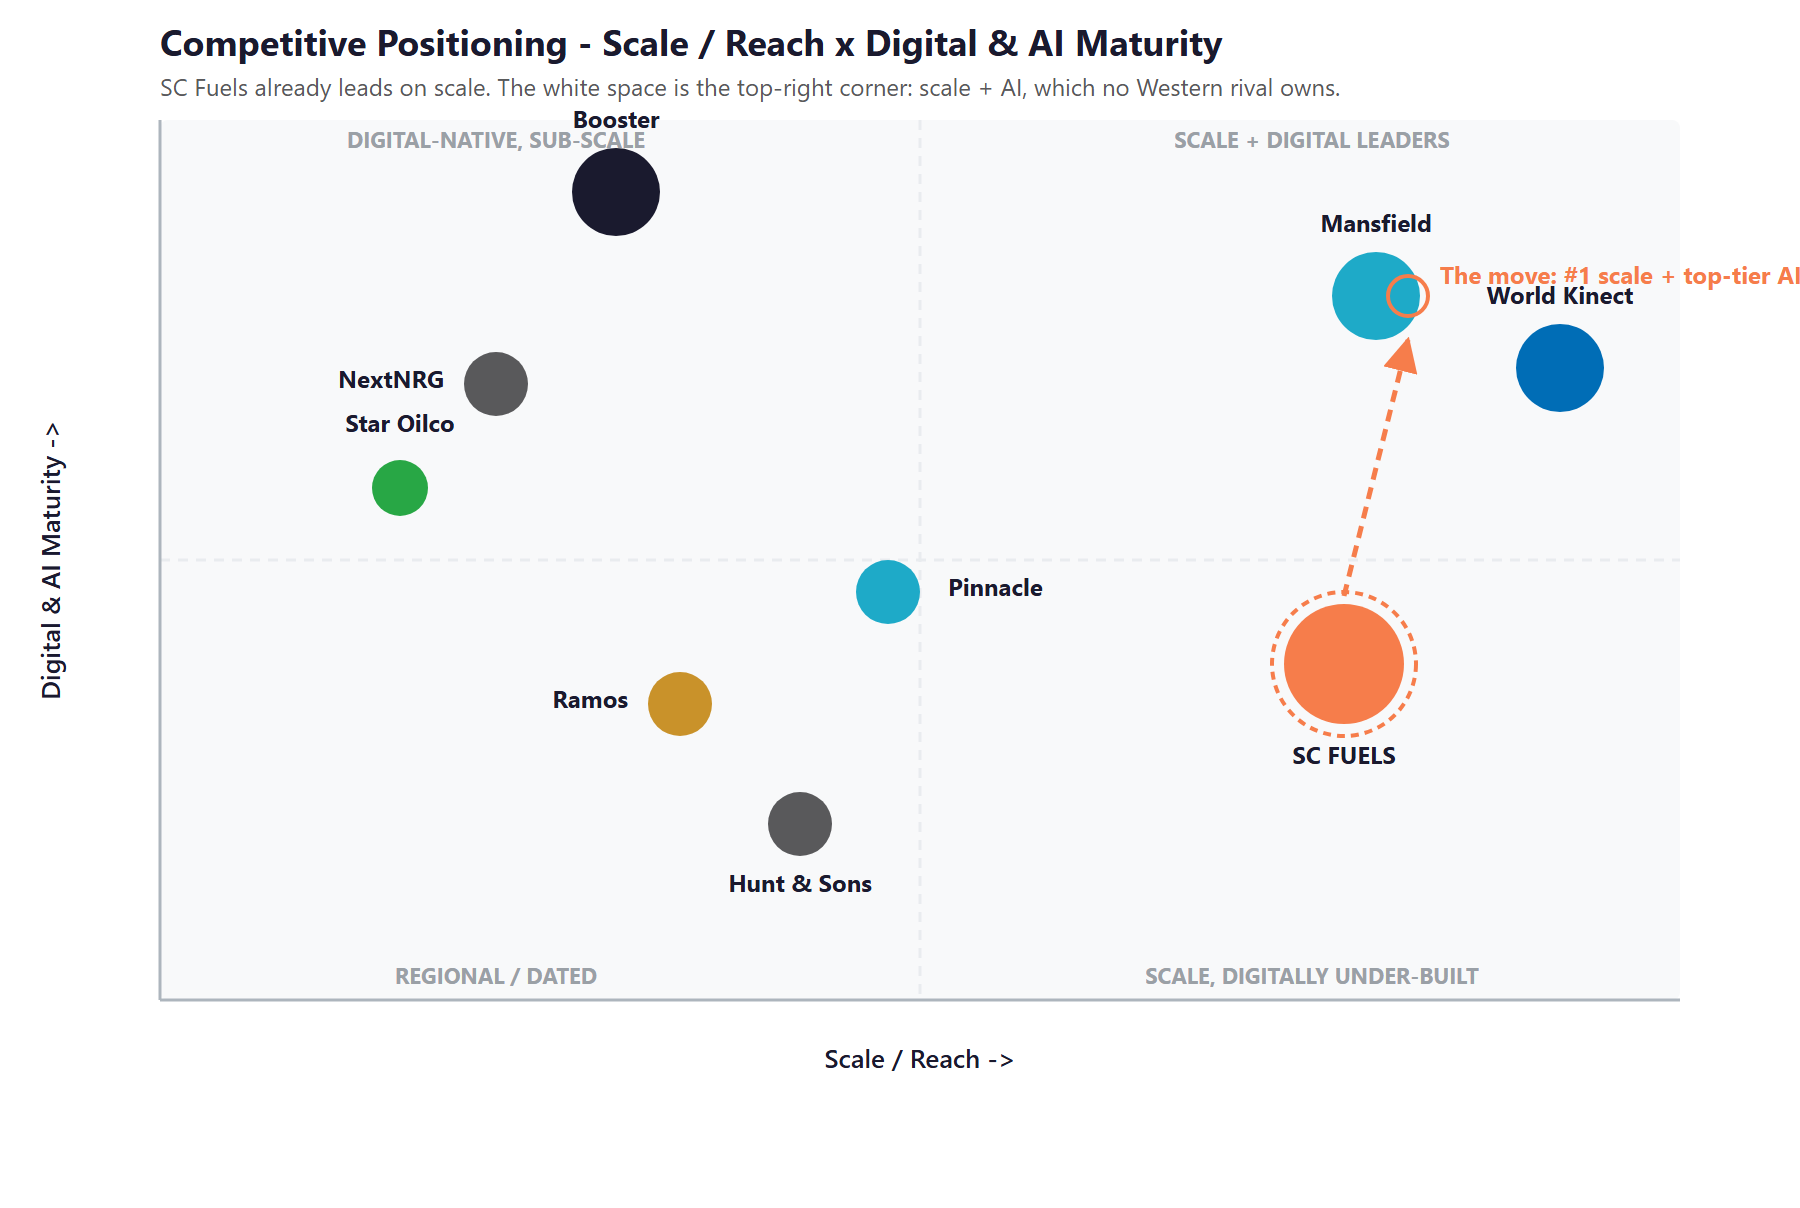 Competitive Positioning - Scale / Reach x Digital & AI Maturity
SC Fuels already leads on scale. The white space is the top-right corner: scale + AI, which no Western rival owns.
Booster
DIGITAL-NATIVE, SUB-SCALE
SCALE + DIGITAL LEADERS
Mansfield
The move: #1 scale + top-tier AI
World Kinect
NextNRG
Star Oilco
Digital & AI Maturity ->
Pinnacle
Ramos
SC FUELS
Hunt & Sons
REGIONAL / DATED
SCALE, DIGITALLY UNDER-BUILT
Scale / Reach ->